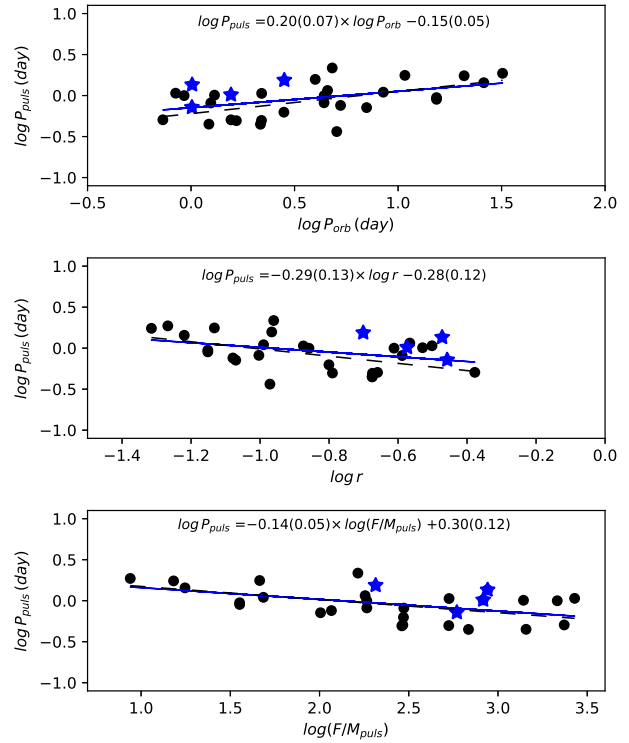 log P_puls =0.20(0.07)× log P_orb −0.15(0.05)
1.0
0.5
0.0
−0.5
−1.0
log P_puls (day)
−0.5 0.0 0.5 1.0 1.5 2.0
log P_orb (day)
log P_puls =−0.29(0.13)× log r −0.28(0.12)
1.0
0.5
0.0
−0.5
−1.0
log P_puls (day)
−1.4 −1.2 −1.0 −0.8 −0.6 −0.4 −0.2 0.0
log r
log P_puls =−0.14(0.05)× log(F/M_puls) +0.30(0.12)
1.0
0.5
0.0
−0.5
−1.0
log P_puls (day)
1.0 1.5 2.0 2.5 3.0 3.5
log(F/M_puls)